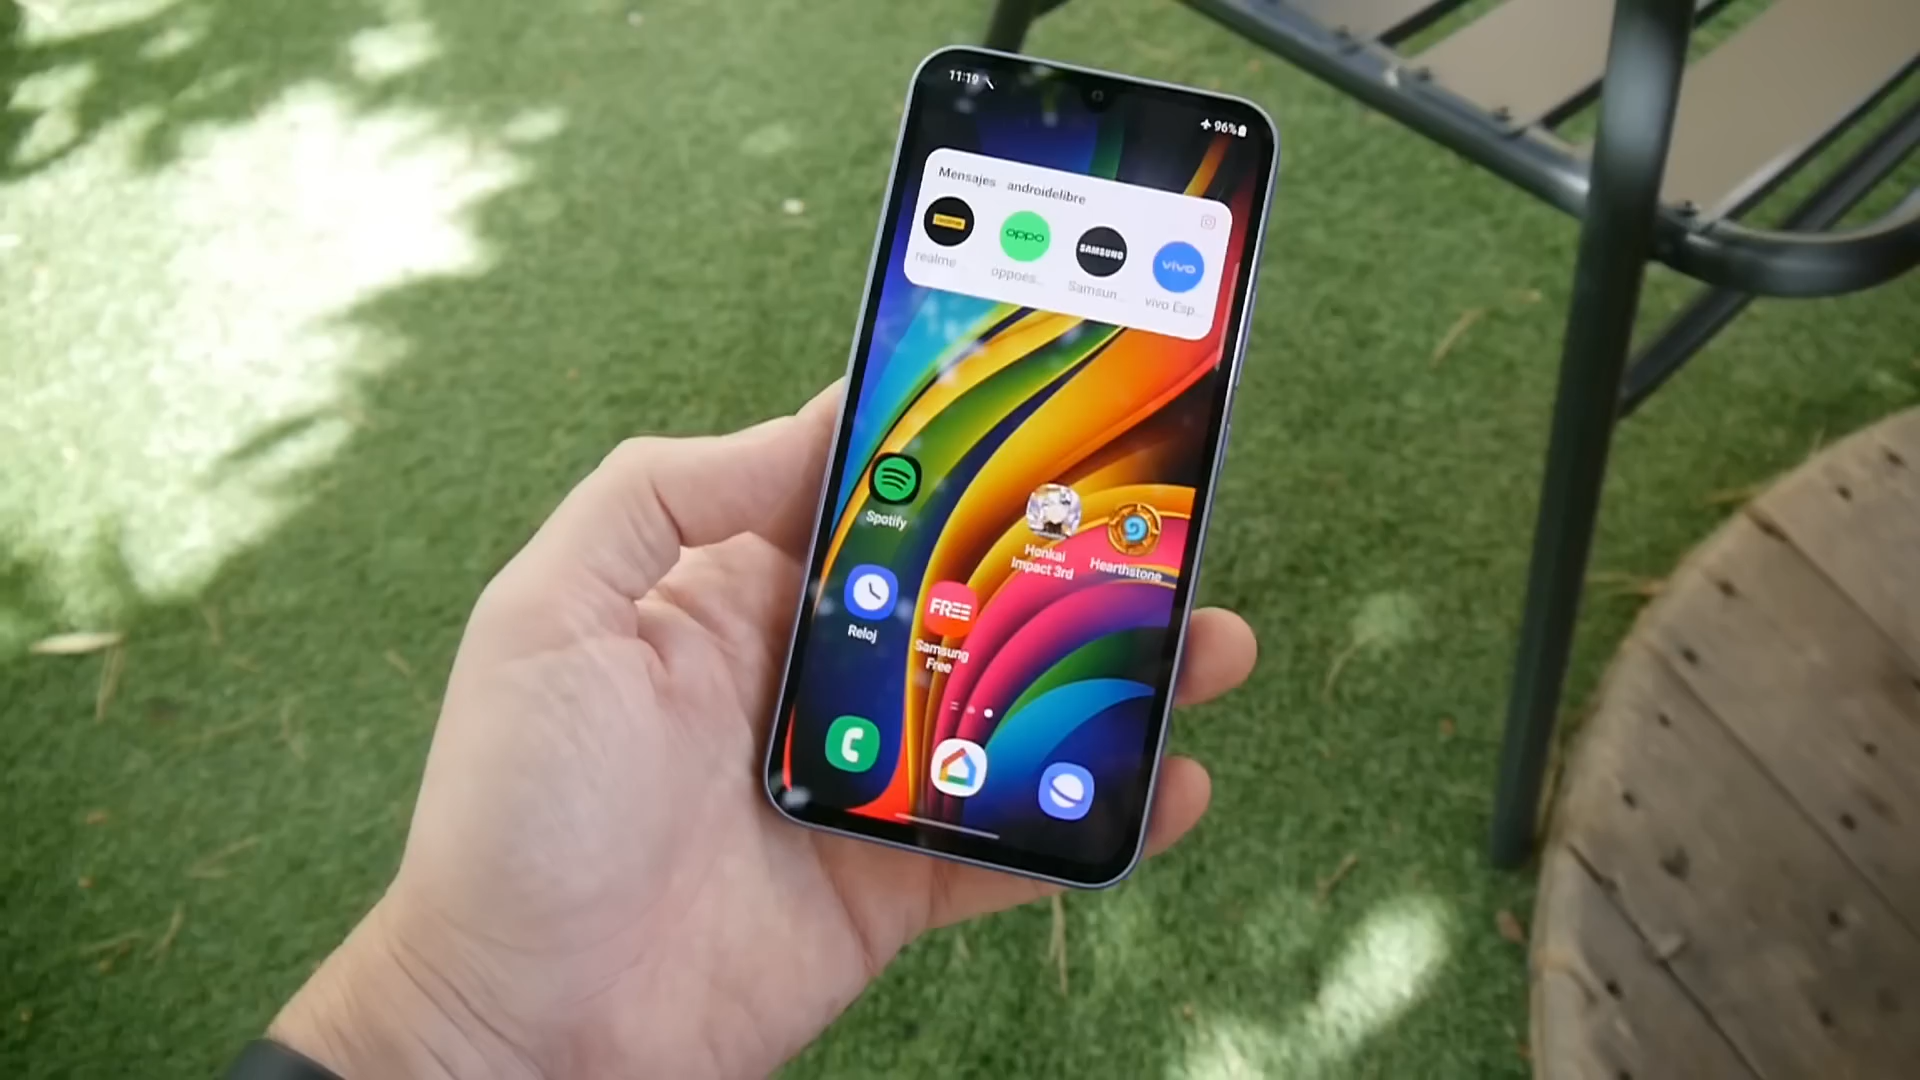 11:19
96%
Mensajes androidelibre
realme
oppo
SAMSUNG
vivo
realme
oppoes...
Samsun...
vivo Esp...
Spotify
Honkai
Impact 3rd
Hearthstone
Reloj
FREE
Samsung
Free